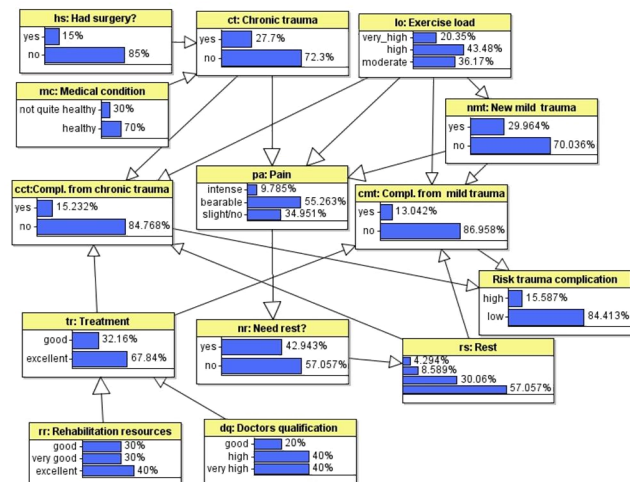 hs: Had surgery?
yes 15%
no 85%
ct: Chronic trauma
yes 27.7%
no 72.3%
lo: Exercise load
very_high 20.35%
high 43.48%
moderate 36.17%
mc: Medical condition
not quite healthy 30%
healthy 70%
nmt: New mild trauma
yes 29.964%
no 70.036%
cct:Compl. from chronic trauma
yes 15.232%
no 84.768%
pa: Pain
intense 9.785%
bearable 55.263%
slight/no 34.951%
cmt: Compl. from mild trauma
yes 13.042%
no 86.958%
Risk trauma complication
high 15.587%
low 84.413%
tr: Treatment
good 32.16%
excellent 67.84%
nr: Need rest?
yes 42.943%
no 57.057%
rs: Rest
4.294%
8.589%
30.06%
57.057%
rr: Rehabilitation resources
good 30%
very good 30%
excellent 40%
dq: Doctors qualification
good 20%
high 40%
very high 40%